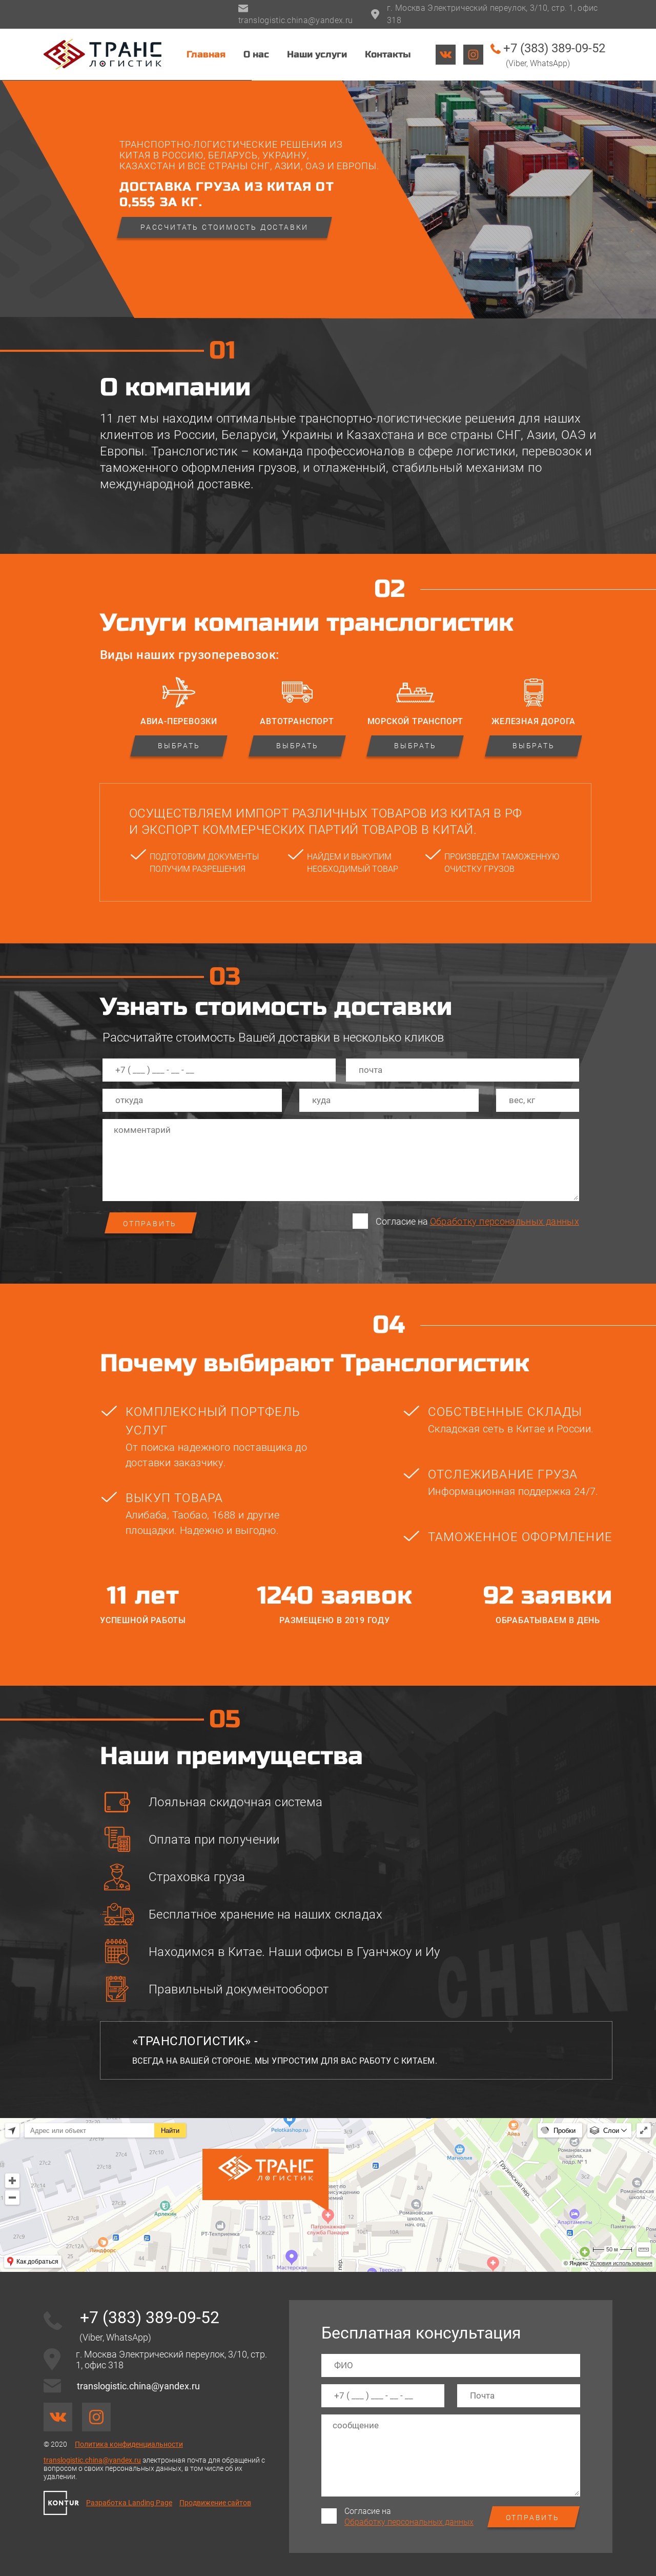 translogistic.china@yandex.ru
г. Москва Электрический переулок, 3/10, стр. 1, офис
318
ТРАНС
ЛОГИСТИК
Главная О нас Наши услуги Контакты
+7 (383) 389-09-52
(Viber, WhatsApp)
ТРАНСПОРТНО-ЛОГИСТИЧЕСКИЕ РЕШЕНИЯ ИЗ
КИТАЯ В РОССИЮ, БЕЛАРУСЬ, УКРАИНУ,
КАЗАХСТАН И ВСЕ СТРАНЫ СНГ, АЗИИ, ОАЭ И ЕВРОПЫ.
ДОСТАВКА ГРУЗА ИЗ КИТАЯ ОТ
0,55$ ЗА КГ.
РАССЧИТАТЬ СТОИМОСТЬ ДОСТАВКИ
01
О компании
11 лет мы находим оптимальные транспортно-логистические решения для наших
клиентов из России, Беларуси, Украины и Казахстана и все страны СНГ, Азии, ОАЭ и
Европы. Транслогистик – команда профессионалов в сфере логистики, перевозок и
таможенного оформления грузов, и отлаженный, стабильный механизм по
международной доставке.
02
Услуги компании транслогистик
Виды наших грузоперевозок:
АВИА-ПЕРЕВОЗКИ АВТОТРАНСПОРТ МОРСКОЙ ТРАНСПОРТ ЖЕЛЕЗНАЯ ДОРОГА
ВЫБРАТЬ ВЫБРАТЬ ВЫБРАТЬ ВЫБРАТЬ
ОСУЩЕСТВЛЯЕМ ИМПОРТ РАЗЛИЧНЫХ ТОВАРОВ ИЗ КИТАЯ В РФ
И ЭКСПОРТ КОММЕРЧЕСКИХ ПАРТИЙ ТОВАРОВ В КИТАЙ.
ПОДГОТОВИМ ДОКУМЕНТЫ
ПОЛУЧИМ РАЗРЕШЕНИЯ
НАЙДЕМ И ВЫКУПИМ
НЕОБХОДИМЫЙ ТОВАР
ПРОИЗВЕДЁМ ТАМОЖЕННУЮ
ОЧИСТКУ ГРУЗОВ
03
Узнать стоимость доставки
Рассчитайте стоимость Вашей доставки в несколько кликов
+7 ( ___ ) ___ - __ - __ почта
откуда куда вес, кг
комментарий
ОТПРАВИТЬ
Согласие на Обработку персональных данных
04
Почему выбирают Транслогистик
КОМПЛЕКСНЫЙ ПОРТФЕЛЬ
УСЛУГ
От поиска надежного поставщика до
доставки заказчику.
ВЫКУП ТОВАРА
Алибаба, Таобао, 1688 и другие
площадки. Надежно и выгодно.
СОБСТВЕННЫЕ СКЛАДЫ
Складская сеть в Китае и России.
ОТСЛЕЖИВАНИЕ ГРУЗА
Информационная поддержка 24/7.
ТАМОЖЕННОЕ ОФОРМЛЕНИЕ
11 лет 1240 заявок 92 заявки
УСПЕШНОЙ РАБОТЫ РАЗМЕЩЕНО В 2019 ГОДУ ОБРАБАТЫВАЕМ В ДЕНЬ
05
Наши преимущества
Лояльная скидочная система
Оплата при получении
Страховка груза
Бесплатное хранение на наших складах
Находимся в Китае. Наши офисы в Гуанчжоу и Иу
Правильный документооборот
«ТРАНСЛОГИСТИК» -
ВСЕГДА НА ВАШЕЙ СТОРОНЕ. МЫ УПРОСТИМ ДЛЯ ВАС РАБОТУ С КИТАЕМ.
Адрес или объект Найти
Пробки Слои
ТРАНС
ЛОГИСТИК
Магнолия
Грузинский пер.
Арлекин
Как добраться
50 м
© Яндекс Условия использования
+7 (383) 389-09-52
(Viber, WhatsApp)
г. Москва Электрический переулок, 3/10, стр.
1, офис 318
translogistic.china@yandex.ru
© 2020 Политика конфиденциальности
translogistic.china@yandex.ru электронная почта для обращений с
вопросом о своих персональных данных, в том числе об их
удалении.
KONTUR Разработка Landing Page Продвижение сайтов
Бесплатная консультация
ФИО
+7 ( ___ ) ___ - __ - __ Почта
сообщение
Согласие на
Обработку персональных данных
ОТПРАВИТЬ